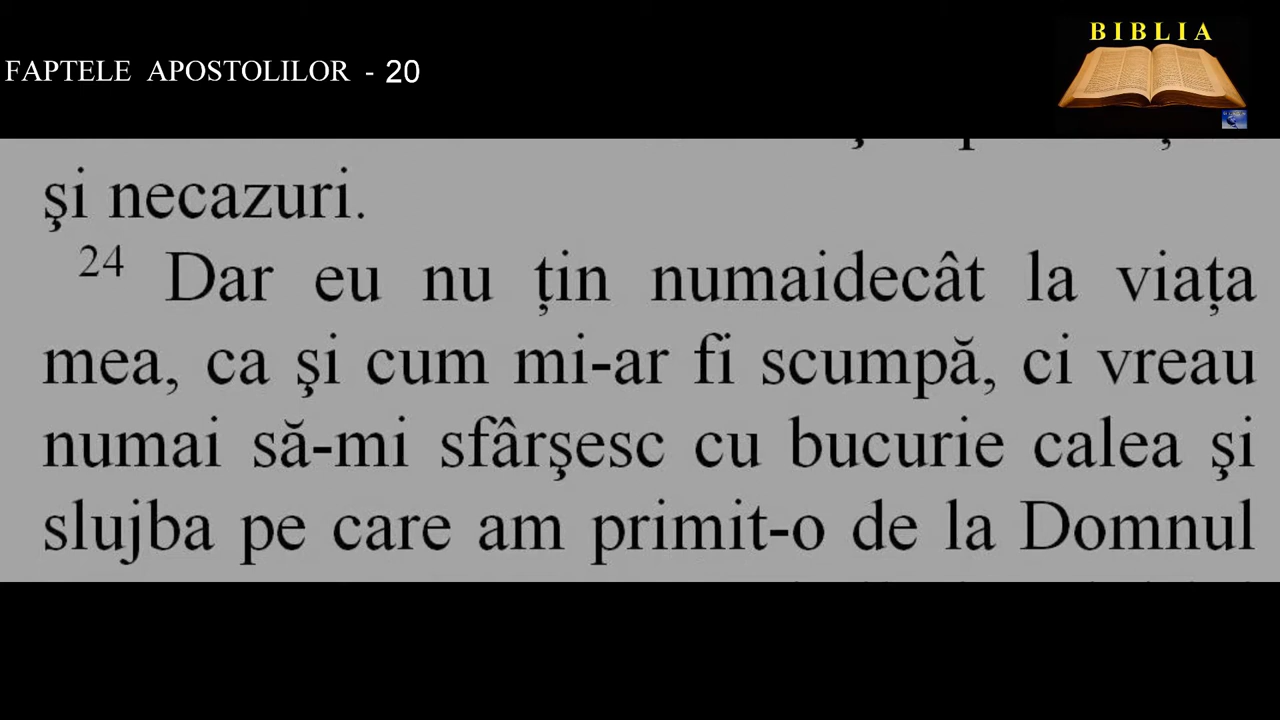 BIBLIA
FAPTELE APOSTOLILOR - 20
şi necazuri.
24 Dar eu nu țin numaidecât la viața
mea, ca şi cum mi-ar fi scumpă, ci vreau
numai să-mi sfârşesc cu bucurie calea şi
slujba pe care am primit-o de la Domnul